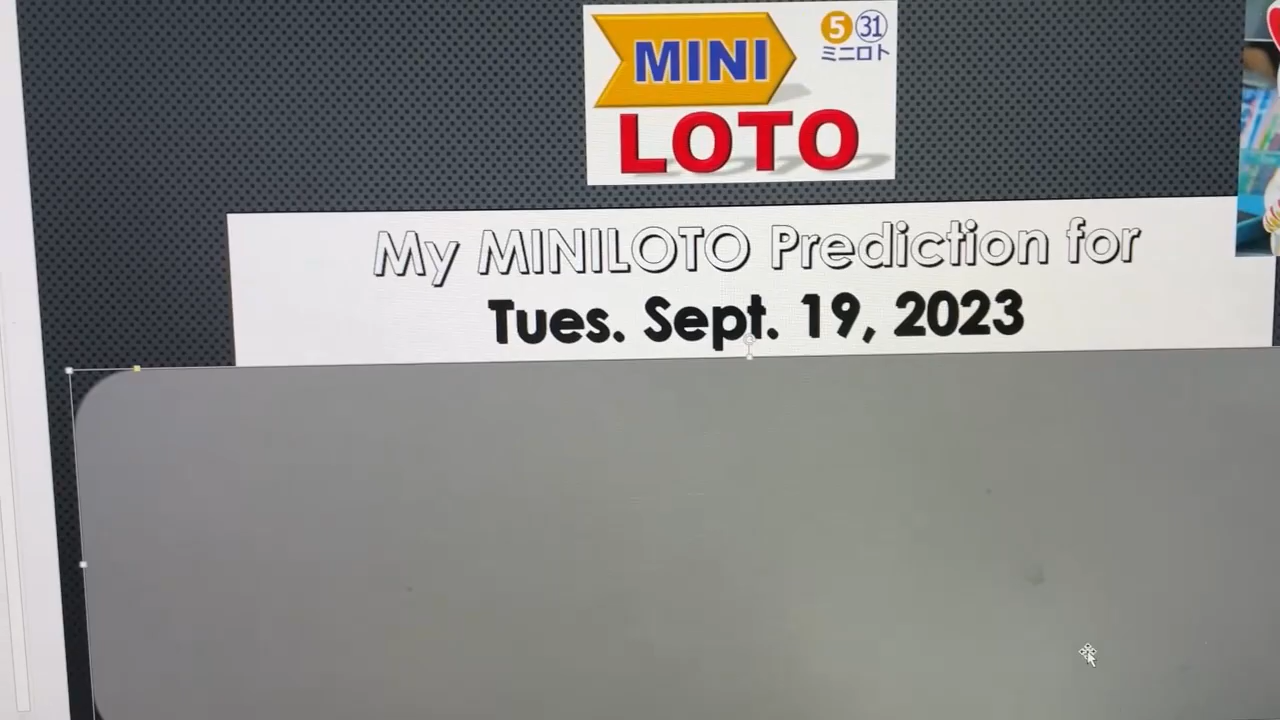 MINI
5 31
ミニロト
LOTO
My MINILOTO Prediction for
Tues. Sept. 19, 2023